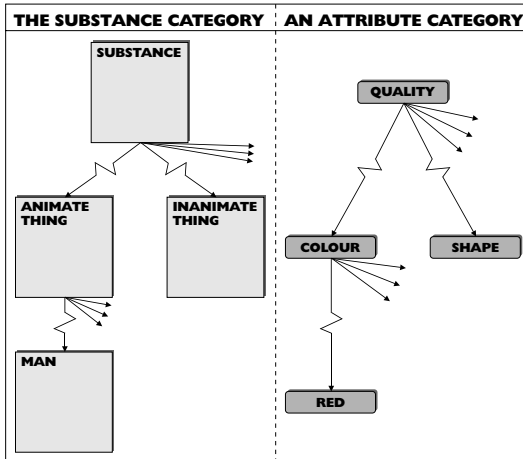 THE SUBSTANCE CATEGORY
AN ATTRIBUTE CATEGORY
SUBSTANCE
QUALITY
ANIMATE
THING
INANIMATE
THING
COLOUR
SHAPE
MAN
RED